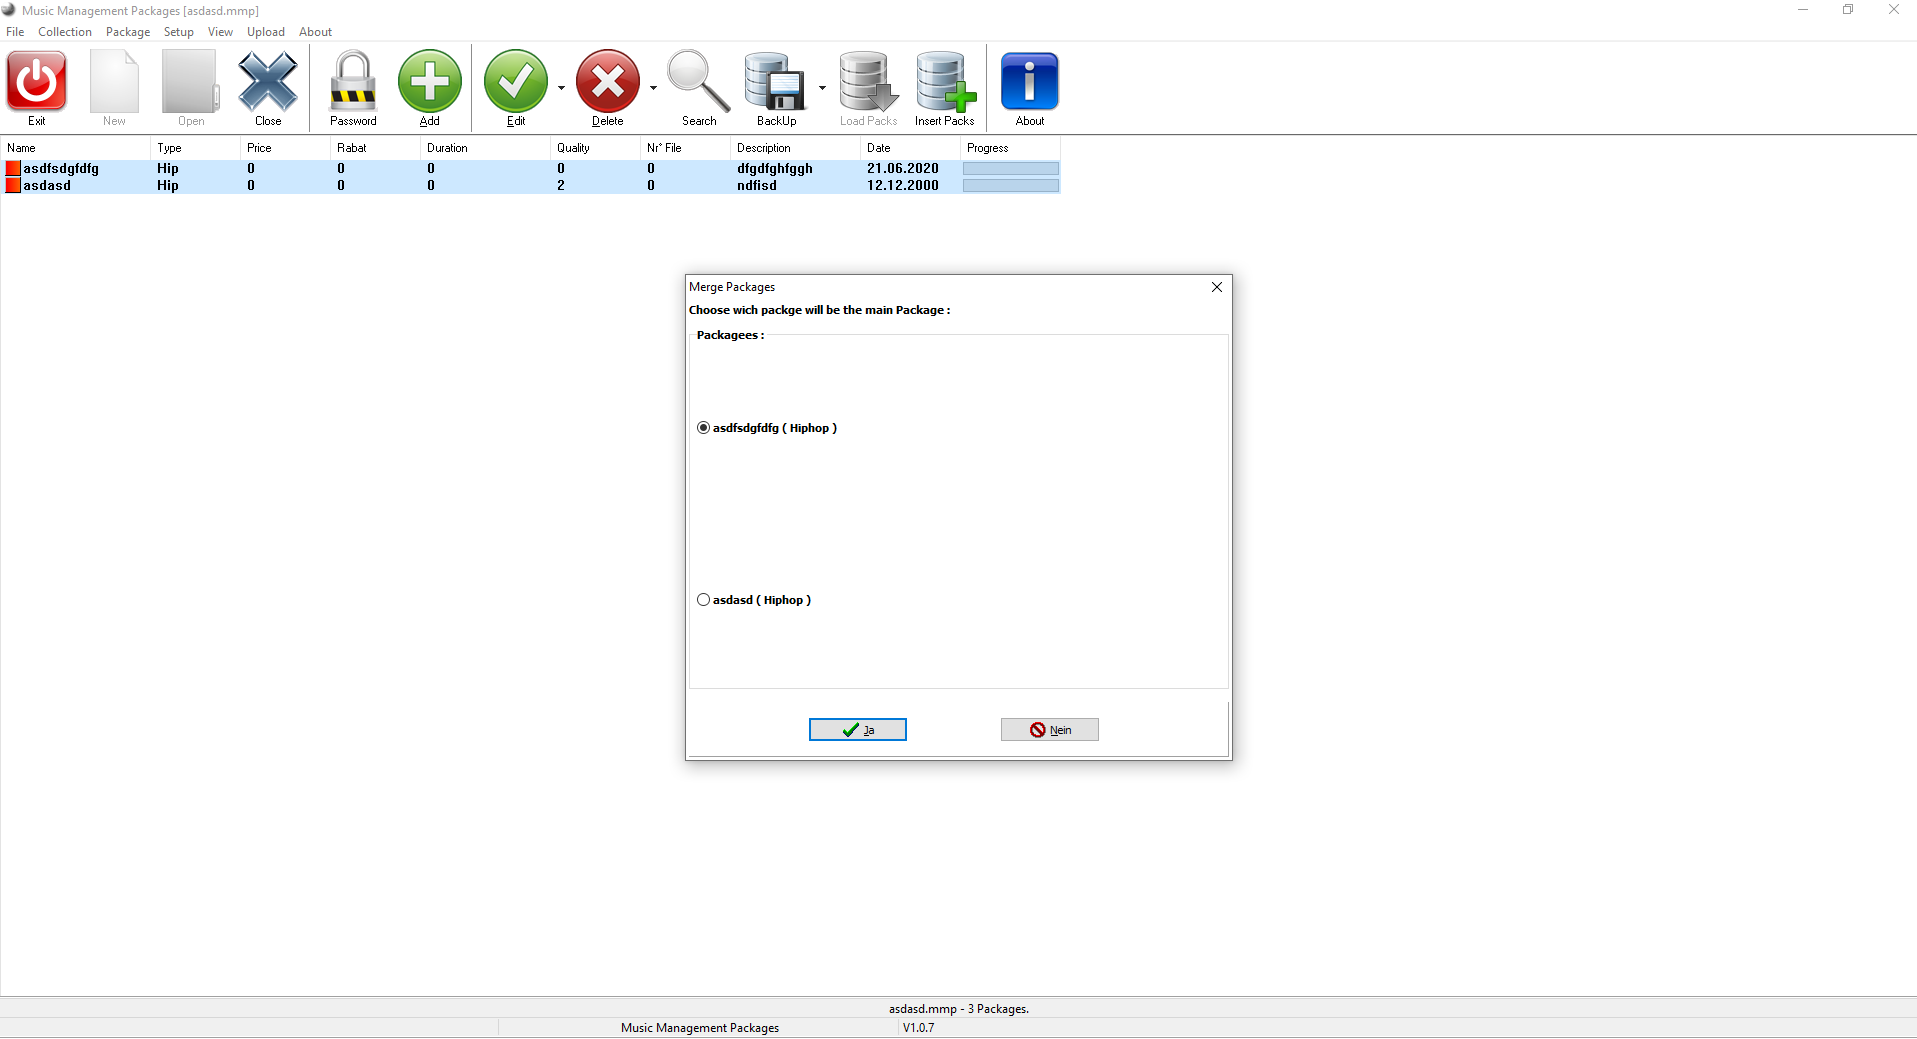 Music Management Packages [asdasd.mmp]
File Collection Package Setup View Upload About
Exit New Open Close Password Add Edit Delete Search BackUp Load Packs Insert Packs About
Name Type Price Rabat Duration Quality Nr° File Description Date Progress
asdfsdgfdfg Hip 0 0 0 0 0 dfgdfghfggh 21.06.2020
asdasd Hip 0 0 0 2 0 ndfisd 12.12.2000
Merge Packages
Choose wich packge will be the main Package :
Packagees :
asdfsdgfdfg ( Hiphop )
asdasd ( Hiphop )
Ja Nein
asdasd.mmp - 3 Packages.
Music Management Packages V1.0.7